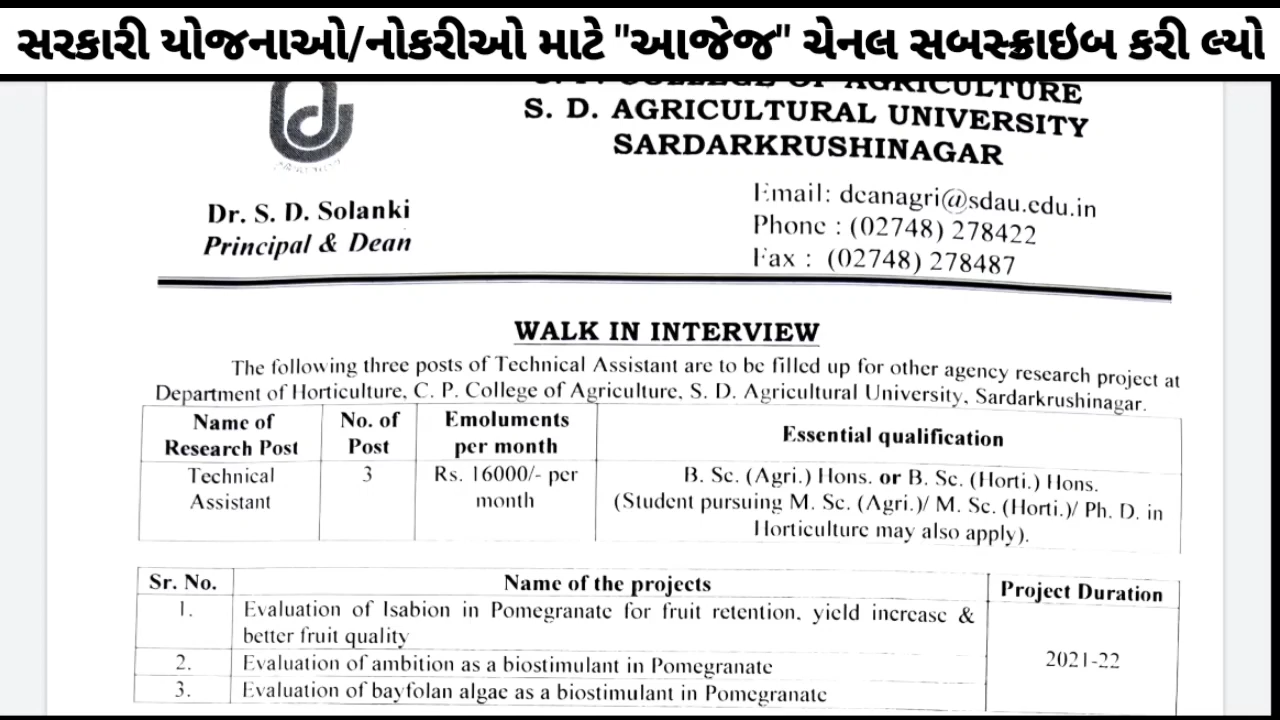 સરકારી યોજનાઓ/નોકરીઓ માટે "આજેજ" ચેનલ સબસ્ક્રાઇબ કરી લ્યો
COLLEGE OF AGRICULTURE
S. D. AGRICULTURAL UNIVERSITY
SARDARKRUSHINAGAR
Dr. S. D. Solanki
Principal & Dean
Email: deanagri@sdau.edu.in
Phone : (02748) 278422
Fax : (02748) 278487
WALK IN INTERVIEW
The following three posts of Technical Assistant are to be filled up for other agency research project at
Department of Horticulture, C. P. College of Agriculture, S. D. Agricultural University, Sardarkrushinagar.
Name of Research Post | No. of Post | Emoluments per month | Essential qualification
Technical Assistant | 3 | Rs. 16000/- per month | B. Sc. (Agri.) Hons. or B. Sc. (Horti.) Hons.
(Student pursuing M. Sc. (Agri.)/ M. Sc. (Horti.)/ Ph. D. in
Horticulture may also apply).
Sr. No. | Name of the projects | Project Duration
1. | Evaluation of Isabion in Pomegranate for fruit retention, yield increase &
better fruit quality
2. | Evaluation of ambition as a biostimulant in Pomegranate | 2021-22
3. | Evaluation of bayfolan algae as a biostimulant in Pomegranate